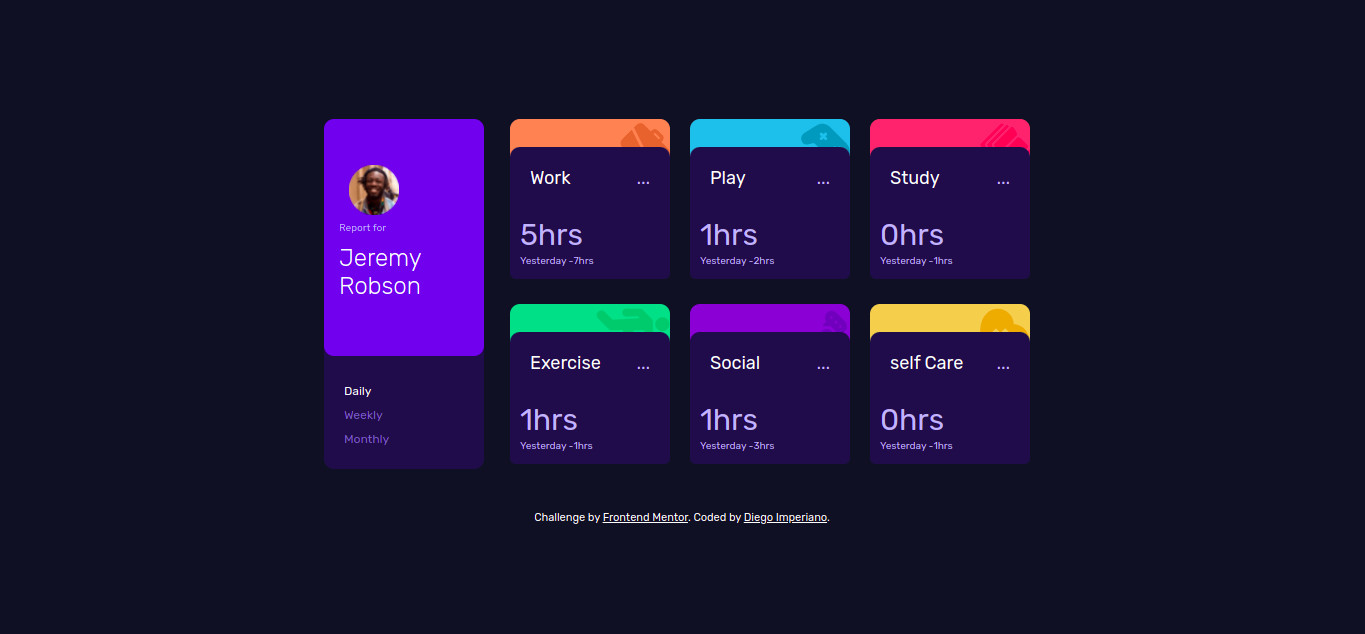 Report for
Jeremy
Robson
Daily
Weekly
Monthly
Work ...
5hrs
Yesterday -7hrs
Play ...
1hrs
Yesterday -2hrs
Study ...
0hrs
Yesterday -1hrs
Exercise ...
1hrs
Yesterday -1hrs
Social ...
1hrs
Yesterday -3hrs
self Care ...
0hrs
Yesterday -1hrs
Challenge by Frontend Mentor. Coded by Diego Imperiano.